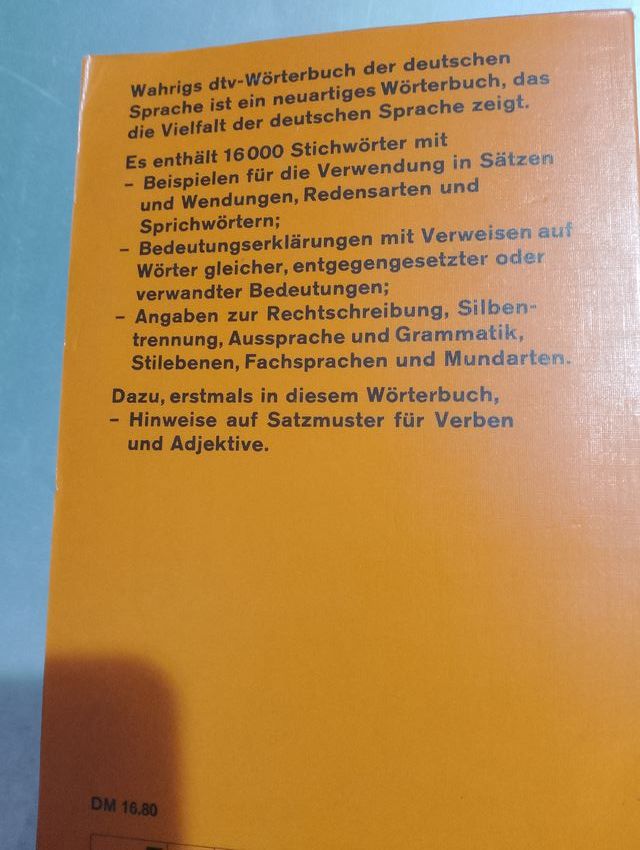 Wahrigs dtv-Wörterbuch der deutschen
Sprache ist ein neuartiges Wörterbuch, das
die Vielfalt der deutschen Sprache zeigt.
Es enthält 16000 Stichwörter mit
– Beispielen für die Verwendung in Sätzen
und Wendungen, Redensarten und
Sprichwörtern;
– Bedeutungserklärungen mit Verweisen auf
Wörter gleicher, entgegengesetzter oder
verwandter Bedeutungen;
– Angaben zur Rechtschreibung, Silben-
trennung, Aussprache und Grammatik,
Stilebenen, Fachsprachen und Mundarten.
Dazu, erstmals in diesem Wörterbuch,
– Hinweise auf Satzmuster für Verben
und Adjektive.
DM 16.80